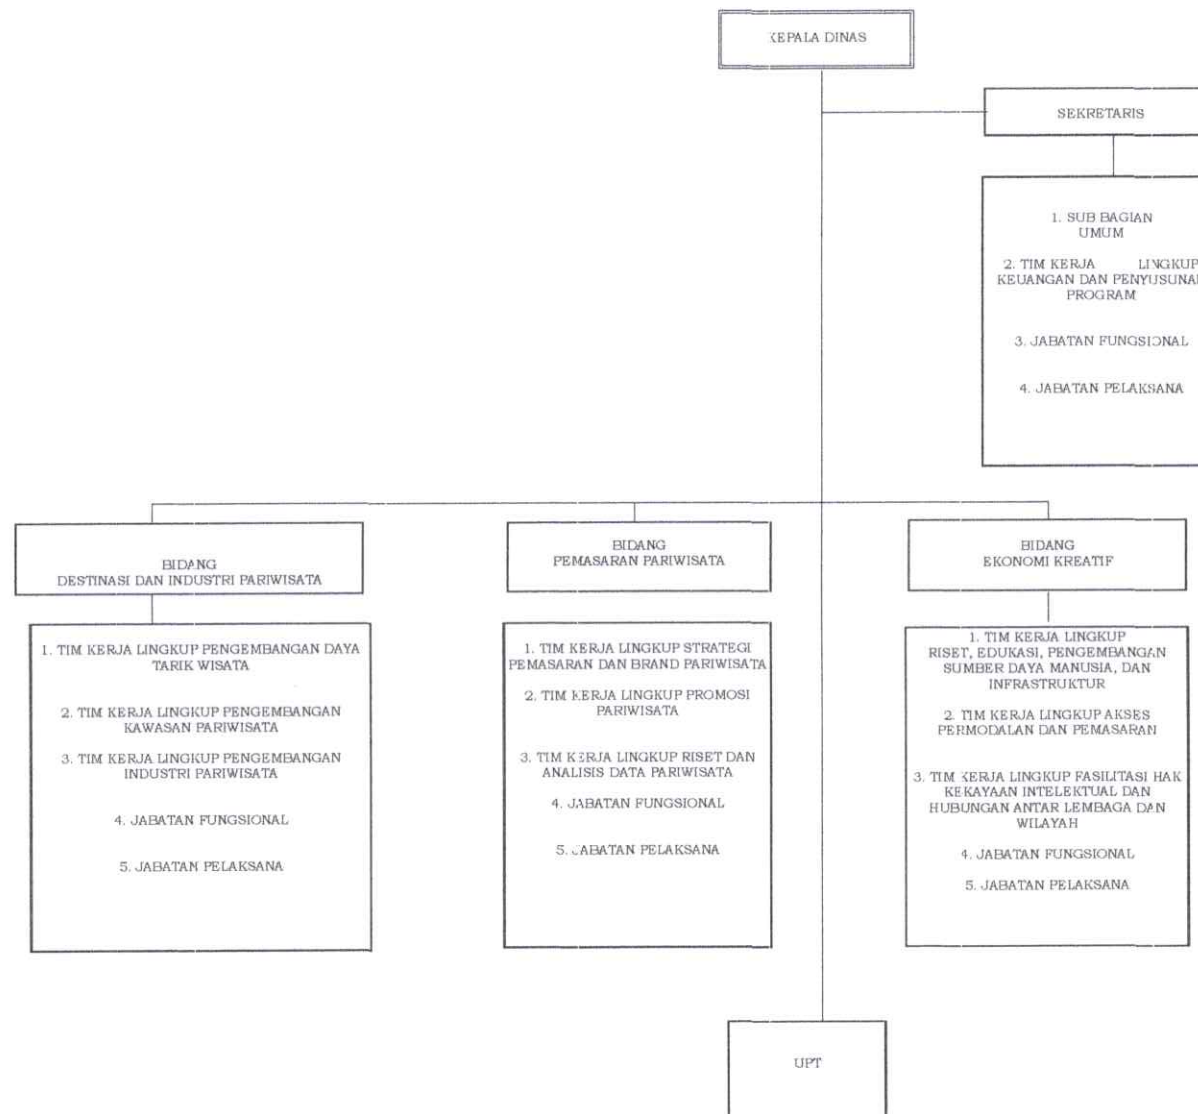 KEPALA DINAS
SEKRETARIS
1. SUB BAGIAN
UMUM
2. TIM KERJA LINGKUP
KEUANGAN DAN PENYUSUNAN
PROGRAM
3. JABATAN FUNGSIONAL
4. JABATAN PELAKSANA
BIDANG
DESTINASI DAN INDUSTRI PARIWISATA
1. TIM KERJA LINGKUP PENGEMBANGAN DAYA
TARIK WISATA
2. TIM KERJA LINGKUP PENGEMBANGAN
KAWASAN PARIWISATA
3. TIM KERJA LINGKUP PENGEMBANGAN
INDUSTRI PARIWISATA
4. JABATAN FUNGSIONAL
5. JABATAN PELAKSANA
BIDANG
PEMASARAN PARIWISATA
1. TIM KERJA LINGKUP STRATEGI
PEMASARAN DAN BRAND PARIWISATA
2. TIM KERJA LINGKUP PROMOSI
PARIWISATA
3. TIM KERJA LINGKUP RISET DAN
ANALISIS DATA PARIWISATA
4. JABATAN FUNGSIONAL
5. JABATAN PELAKSANA
BIDANG
EKONOMI KREATIF
1. TIM KERJA LINGKUP
RISET, EDUKASI, PENGEMBANGAN
SUMBER DAYA MANUSIA, DAN
INFRASTRUKTUR
2. TIM KERJA LINGKUP AKSES
PERMODALAN DAN PEMASARAN
3. TIM KERJA LINGKUP FASILITASI HAK
KEKAYAAN INTELEKTUAL DAN
HUBUNGAN ANTAR LEMBAGA DAN
WILAYAH
4. JABATAN FUNGSIONAL
5. JABATAN PELAKSANA
UPT